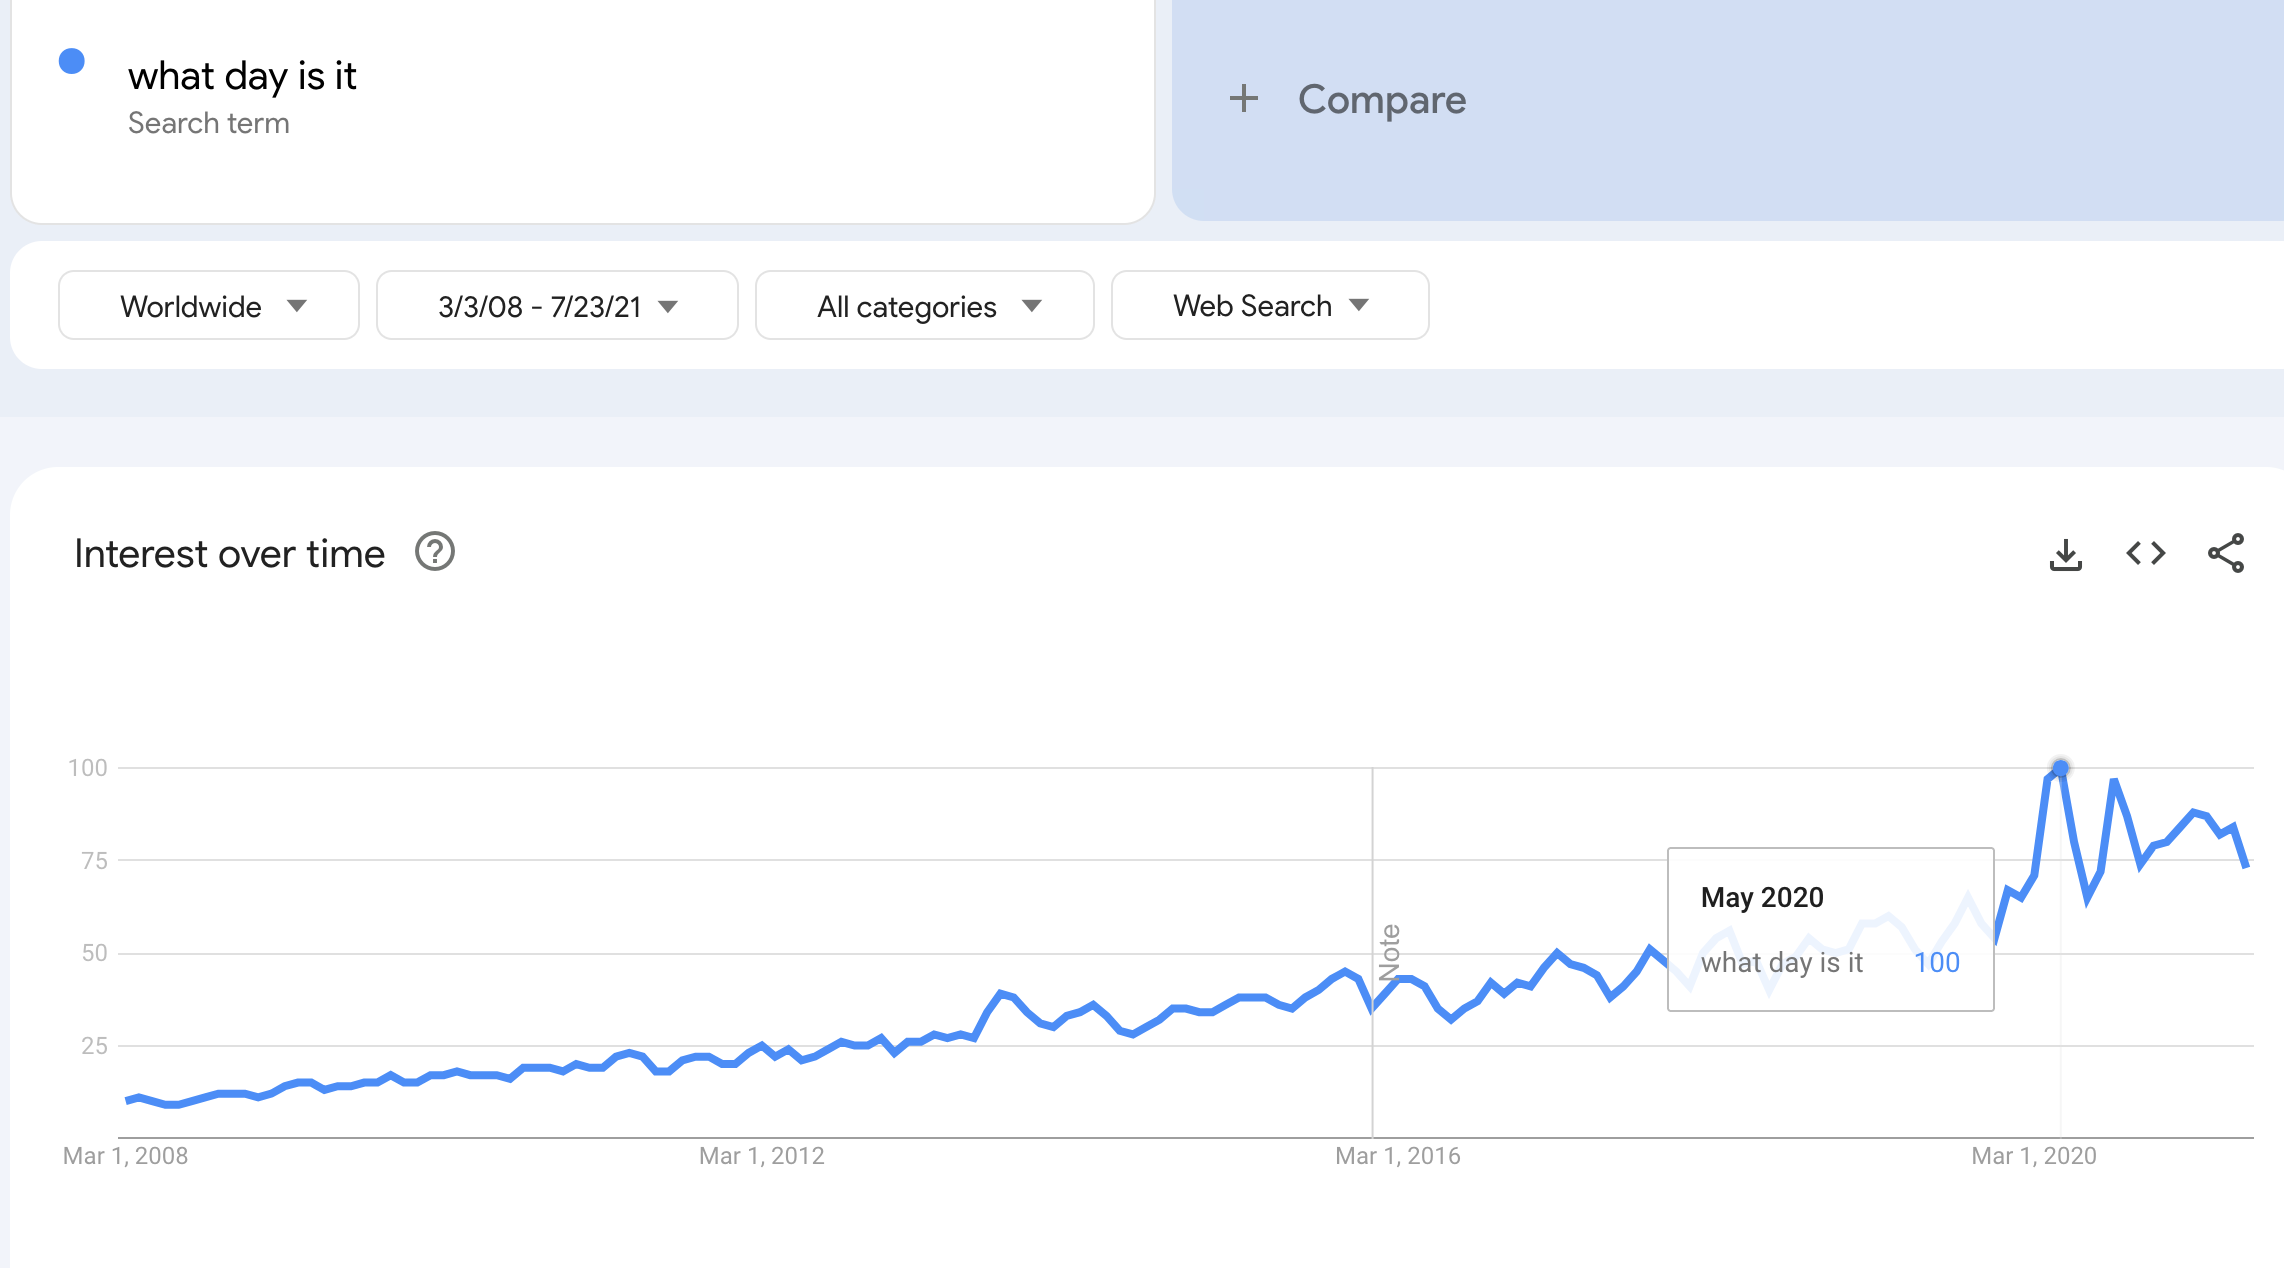 what day is it
Search term
Compare
Worldwide
3/3/08 - 7/23/21
All categories
Web Search
Interest over time
100
75
50
25
Note
May 2020
what day is it 100
Mar 1, 2008
Mar 1, 2012
Mar 1, 2016
Mar 1, 2020